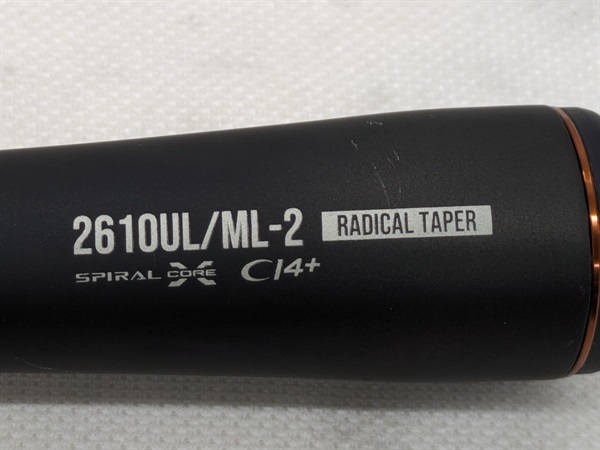 2610UL/ML-2 RADICAL TAPER
SPIRAL X CORE CI4+